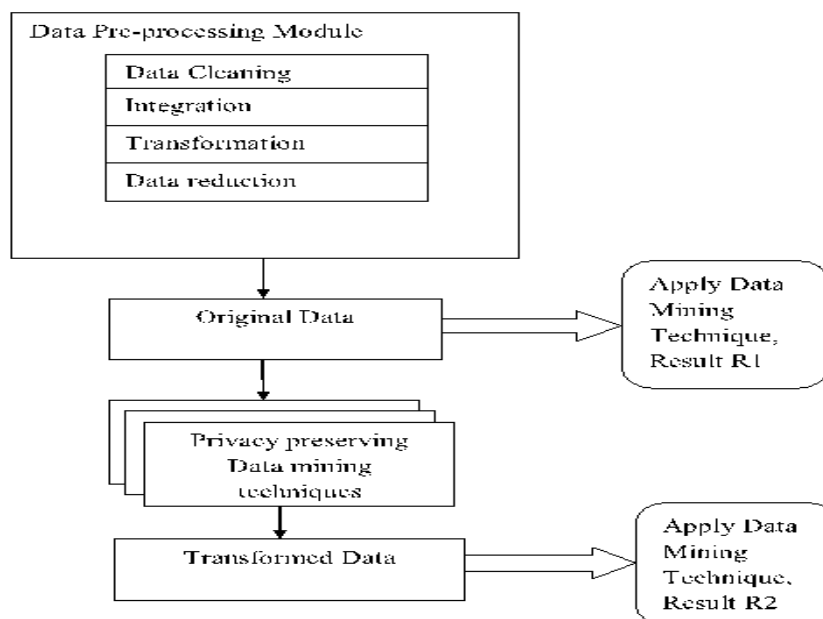 Data Pre-processing Module
Data Cleaning
Integration
Transformation
Data reduction
Original Data
Apply Data
Mining
Technique,
Result R1
Privacy preserving
Data mining
techniques
Transformed Data
Apply Data
Mining
Technique,
Result R2